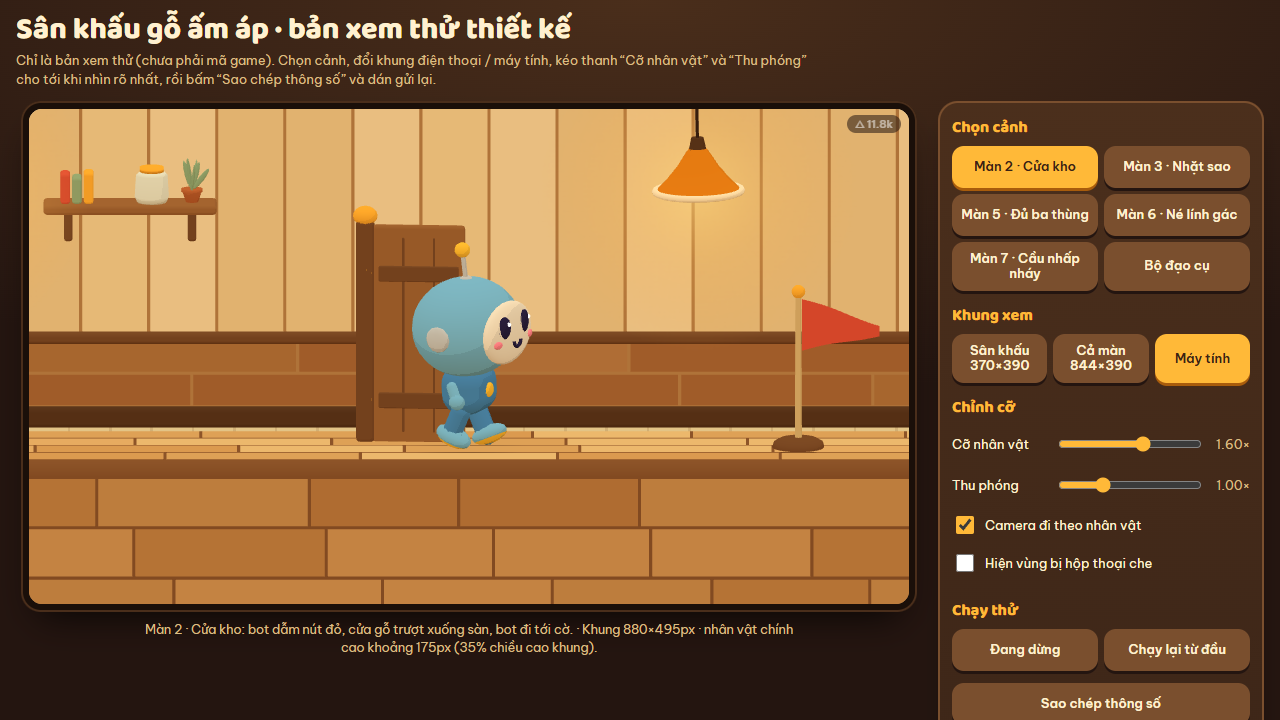 Sân khấu gỗ ấm áp · bản xem thử thiết kế
Chỉ là bản xem thử (chưa phải mã game). Chọn cảnh, đổi khung điện thoại / máy tính, kéo thanh “Cỡ nhân vật” và “Thu phóng”
cho tới khi nhìn rõ nhất, rồi bấm “Sao chép thông số” và dán gửi lại.
△ 11.8k
Màn 2 · Cửa kho: bot dẫm nút đỏ, cửa gỗ trượt xuống sàn, bot đi tới cờ. · Khung 880×495px · nhân vật chính
cao khoảng 175px (35% chiều cao khung).
Chọn cảnh
Màn 2 · Cửa kho
Màn 3 · Nhặt sao
Màn 5 · Đủ ba thùng
Màn 6 · Né lính gác
Màn 7 · Cầu nhấp
nháy
Bộ đạo cụ
Khung xem
Sân khấu
370×390
Cả màn
844×390
Máy tính
Chỉnh cỡ
Cỡ nhân vật
1.60×
Thu phóng
1.00×
Camera đi theo nhân vật
Hiện vùng bị hộp thoại che
Chạy thử
Đang dừng
Chạy lại từ đầu
Sao chép thông số